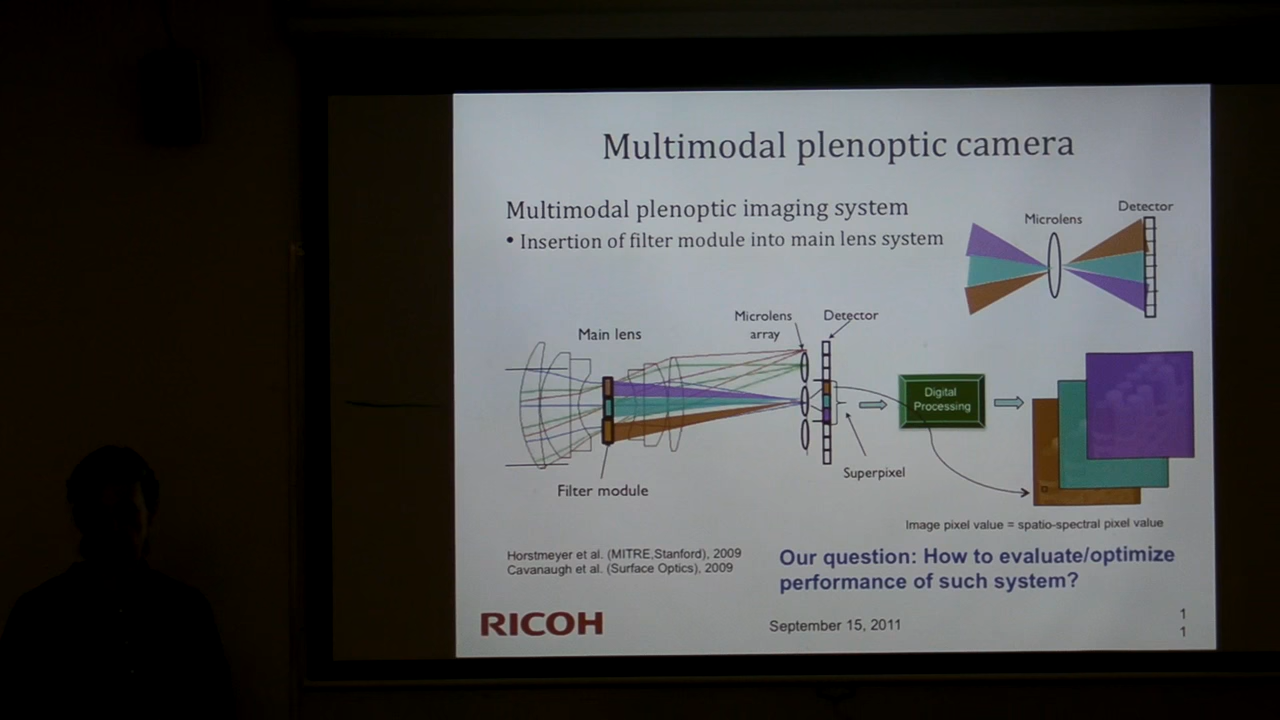 Multimodal plenoptic camera
Multimodal plenoptic imaging system
• Insertion of filter module into main lens system
Microlens
Detector
Main lens
Microlens
array
Detector
Digital
Processing
Superpixel
Filter module
Image pixel value = spatio-spectral pixel value
Horstmeyer et al. (MITRE,Stanford), 2009
Cavanaugh et al. (Surface Optics), 2009
Our question: How to evaluate/optimize
performance of such system?
RICOH
September 15, 2011
1
1